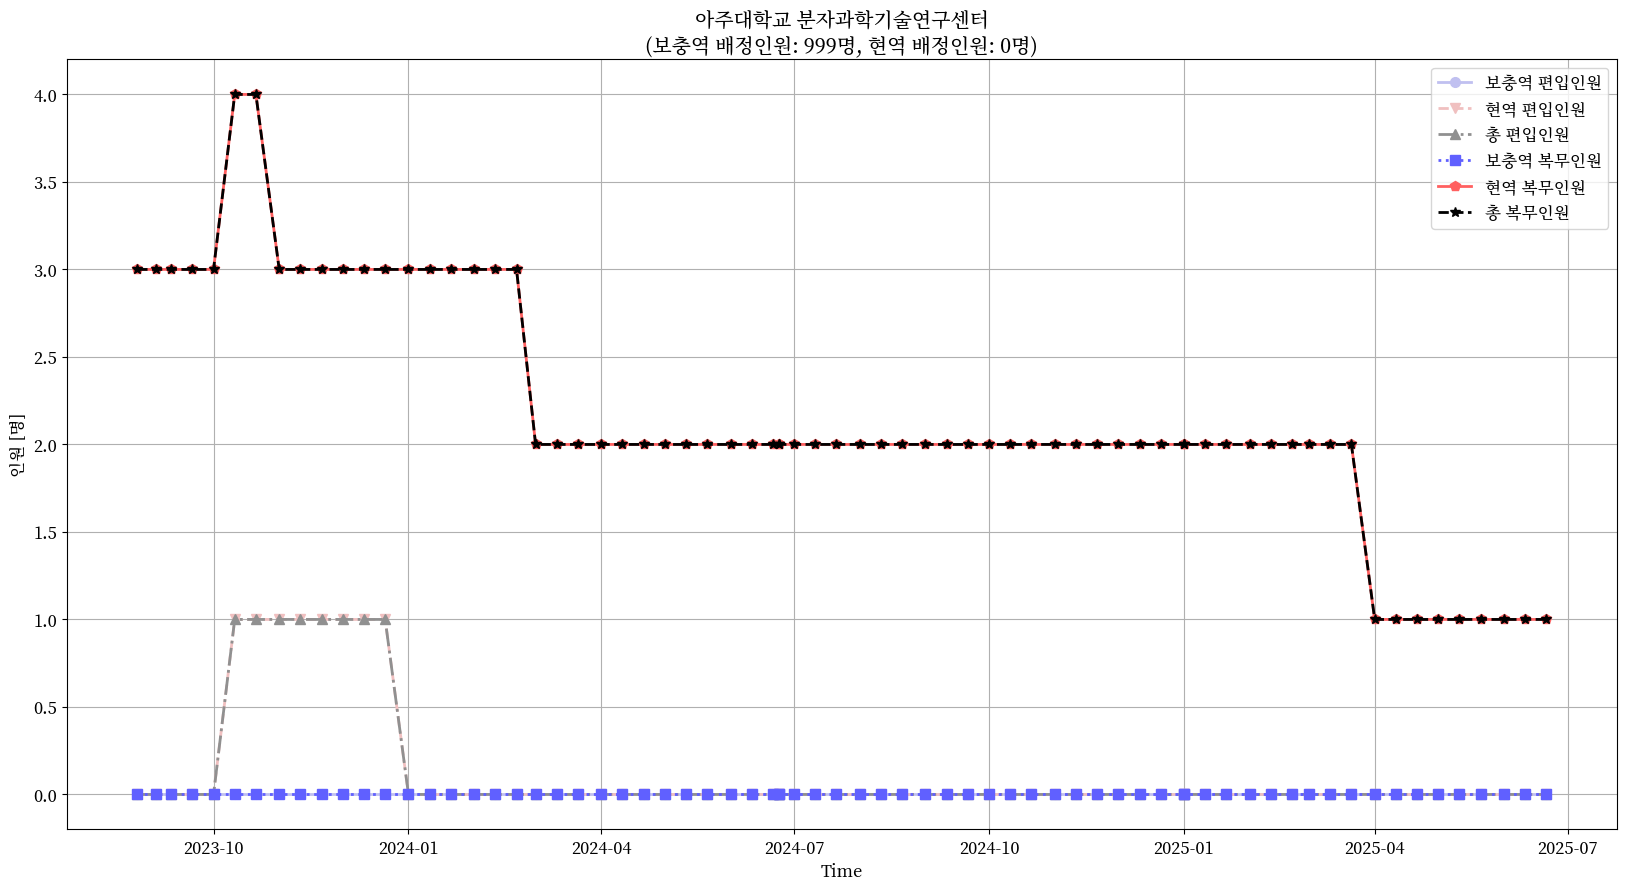 아주대학교 분자과학기술연구센터
(보충역 배정인원: 999명, 현역 배정인원: 0명)
보충역 편입인원
현역 편입인원
총 편입인원
보충역 복무인원
현역 복무인원
총 복무인원
4.0
3.5
3.0
2.5
2.0
1.5
1.0
0.5
0.0
인원 [명]
2023-10
2024-01
2024-04
2024-07
2024-10
2025-01
2025-04
2025-07
Time